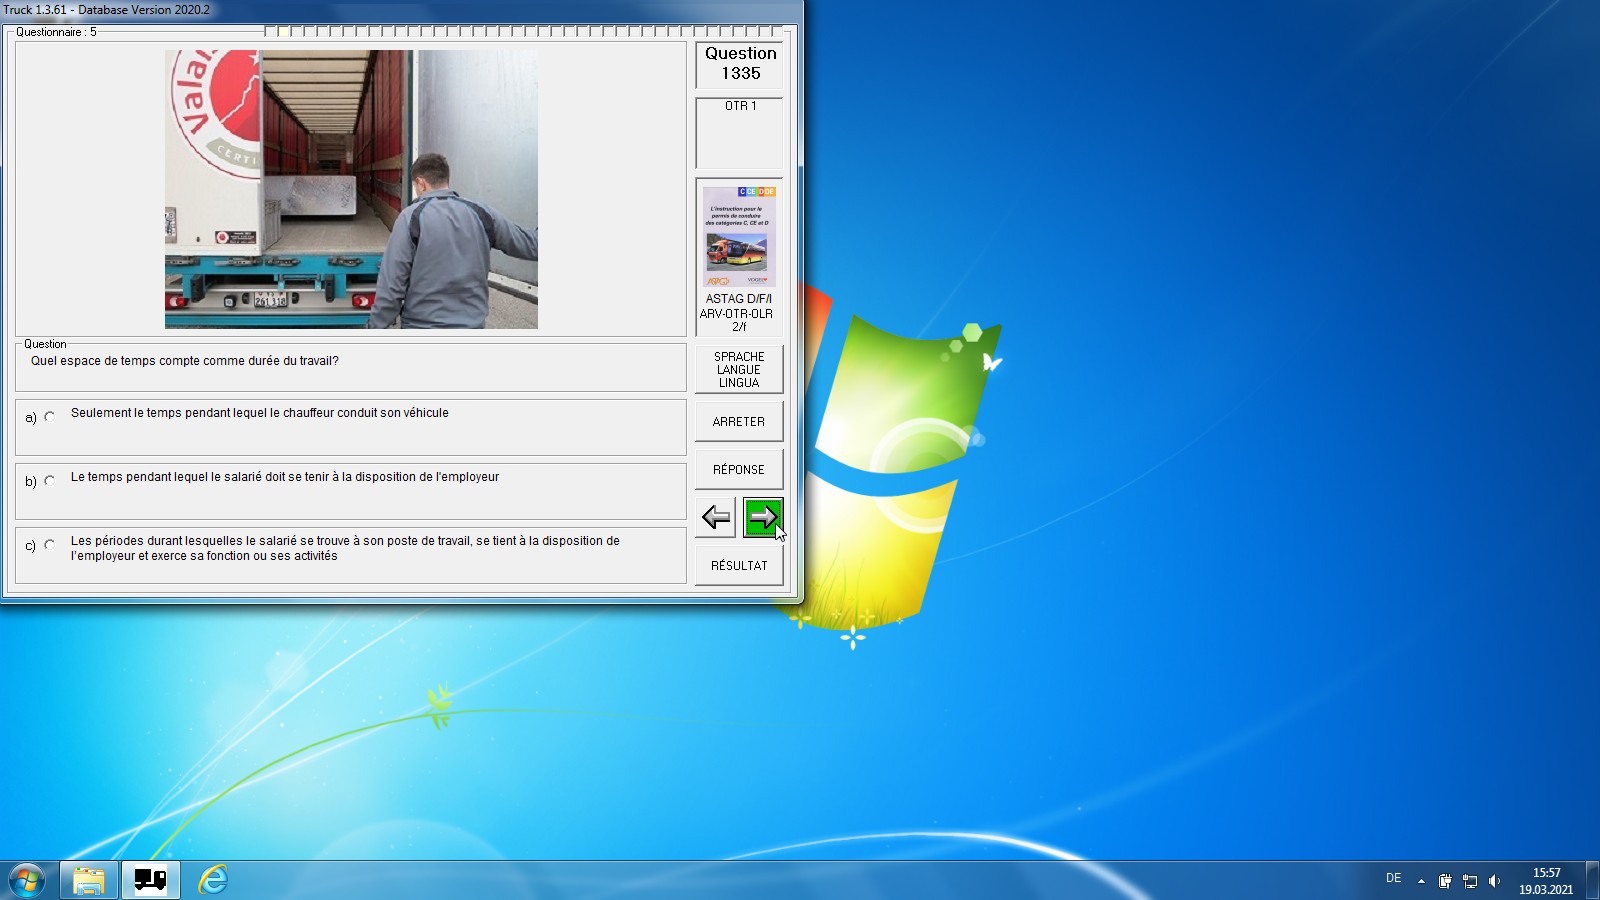 Truck 1.3.61 - Database Version 2020.2
Questionnaire : 5
Valai
CERTI
Question
1335
OTR 1
C CE D DE
L'instruction pour le
permis de conduire
des catégories C, CE et D
ASTAG D/F/I
ARV-OTR-OLR
2/f
Question
Quel espace de temps compte comme durée du travail?
a) Seulement le temps pendant lequel le chauffeur conduit son véhicule
b) Le temps pendant lequel le salarié doit se tenir à la disposition de l'employeur
c) Les périodes durant lesquelles le salarié se trouve à son poste de travail, se tient à la disposition de
l'employeur et exerce sa fonction ou ses activités
SPRACHE
LANGUE
LINGUA
ARRETER
RÉPONSE
RÉSULTAT
DE
15:57
19.03.2021